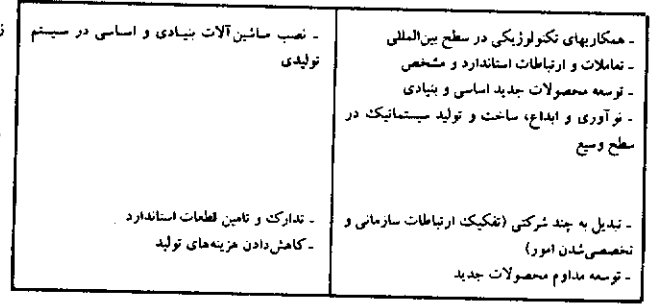 - همکاریهای تکنولوژیکی در سطح بین‌المللی
- تعاملات و ارتباطات استاندارد و مشخص
- توسعه محصولات جدید اساسی و بنیادی
- نوآوری و ابداع، ساخت و تولید سیستماتیک در
سطح وسیع
- تبدیل به چند شرکتی (تفکیک ارتباطات سازمانی و
تخصصی‌شدن امور)
- توسعه مداوم محصولات جدید
- نصب ماشین‌آلات بنیادی و اساسی در سیستم
تولیدی
- تدارک و تامین قطعات استاندارد
- کاهش‌دادن هزینه‌های تولید